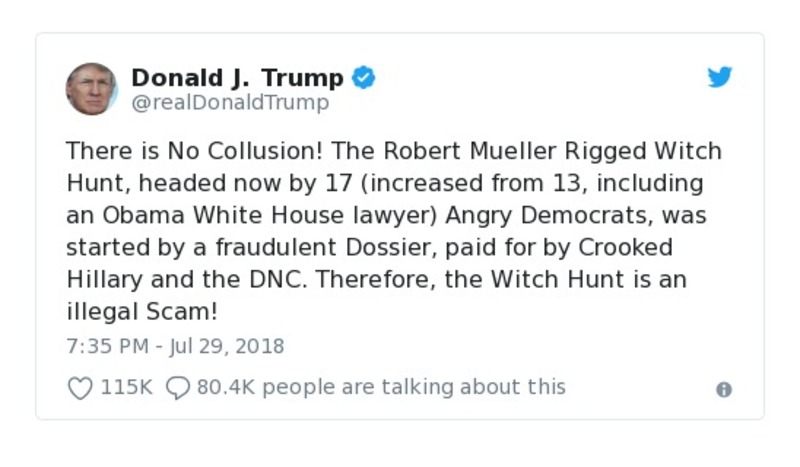 Donald J. Trump
@realDonaldTrump
There is No Collusion! The Robert Mueller Rigged Witch
Hunt, headed now by 17 (increased from 13, including
an Obama White House lawyer) Angry Democrats, was
started by a fraudulent Dossier, paid for by Crooked
Hillary and the DNC. Therefore, the Witch Hunt is an
illegal Scam!
7:35 PM - Jul 29, 2018
115K 80.4K people are talking about this